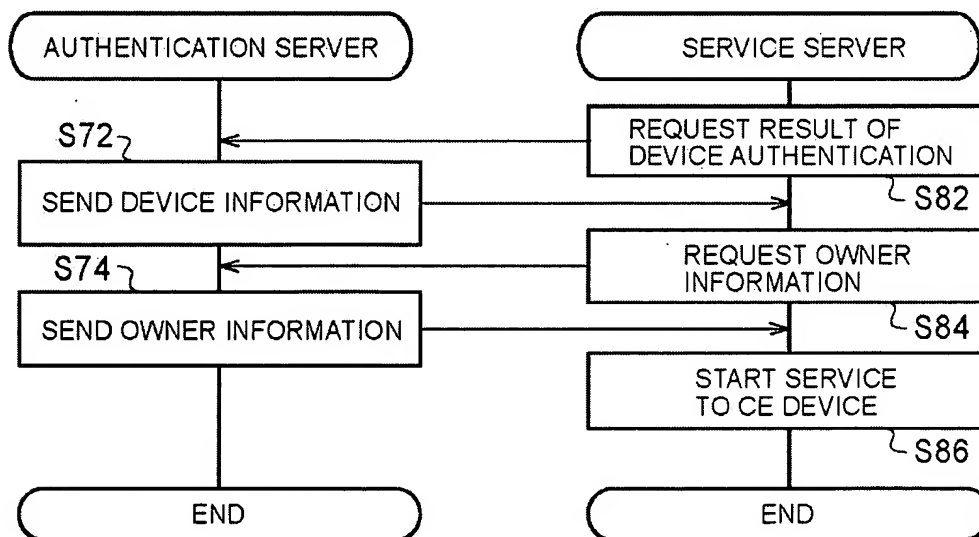 AUTHENTICATION SERVER
SERVICE SERVER
REQUEST RESULT OF
DEVICE AUTHENTICATION
S82
S72
SEND DEVICE INFORMATION
REQUEST OWNER
INFORMATION
S84
S74
SEND OWNER INFORMATION
START SERVICE
TO CE DEVICE
S86
END
END